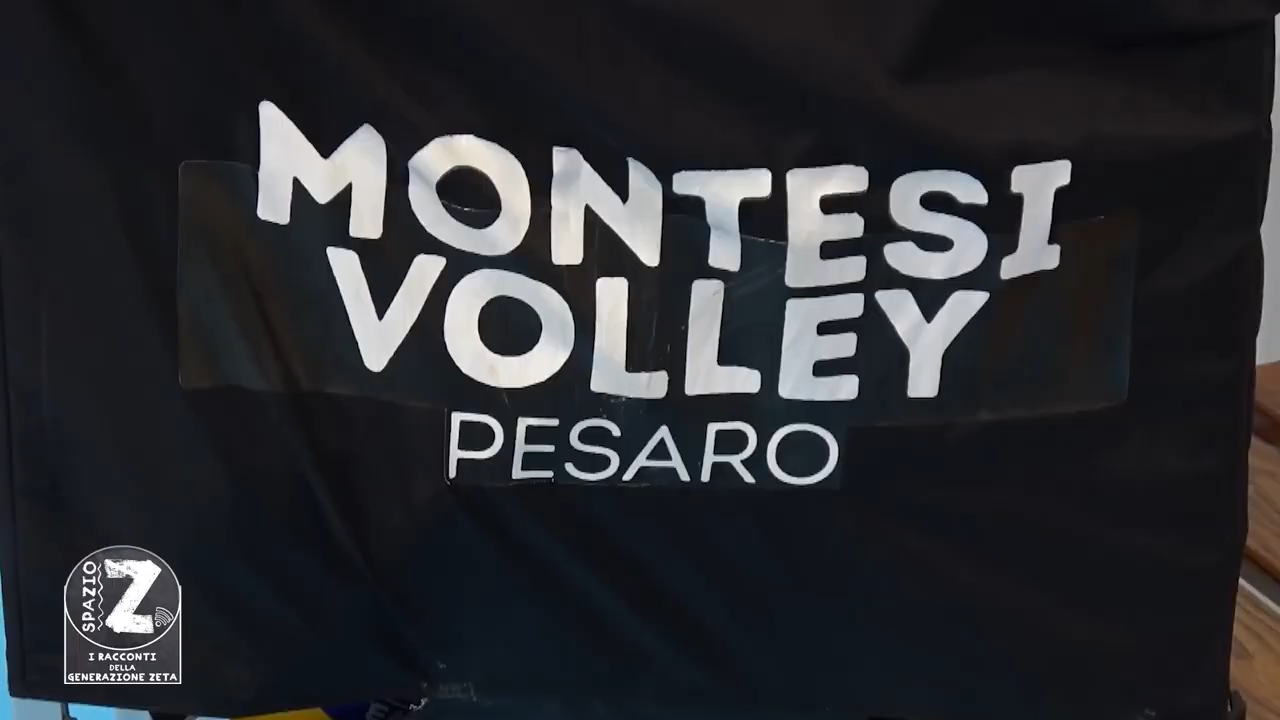 MONTESI
VOLLEY
PESARO
SPAZIO
Z
I RACCONTI
DELLA
GENERAZIONE ZETA